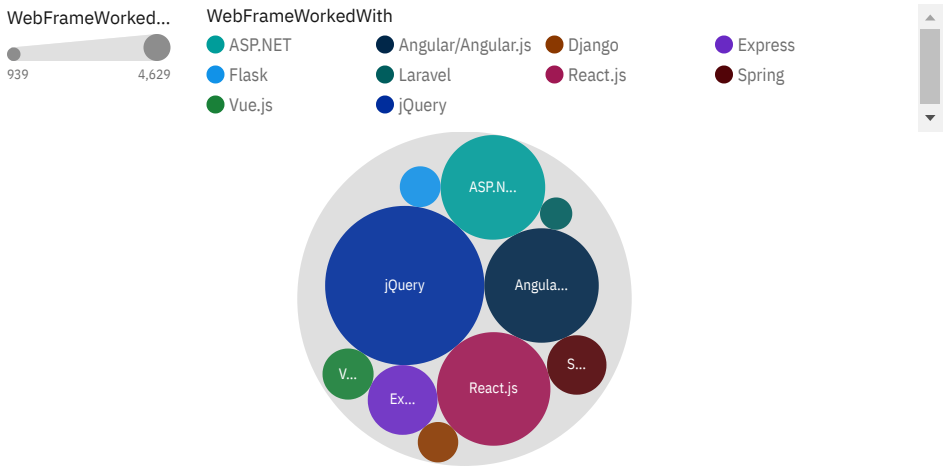 WebFrameWorked...
939 4,629
WebFrameWorkedWith
ASP.NET Angular/Angular.js Django Express
Flask Laravel React.js Spring
Vue.js jQuery
ASP.N...
jQuery Angula...
S...
V...
React.js
Ex...